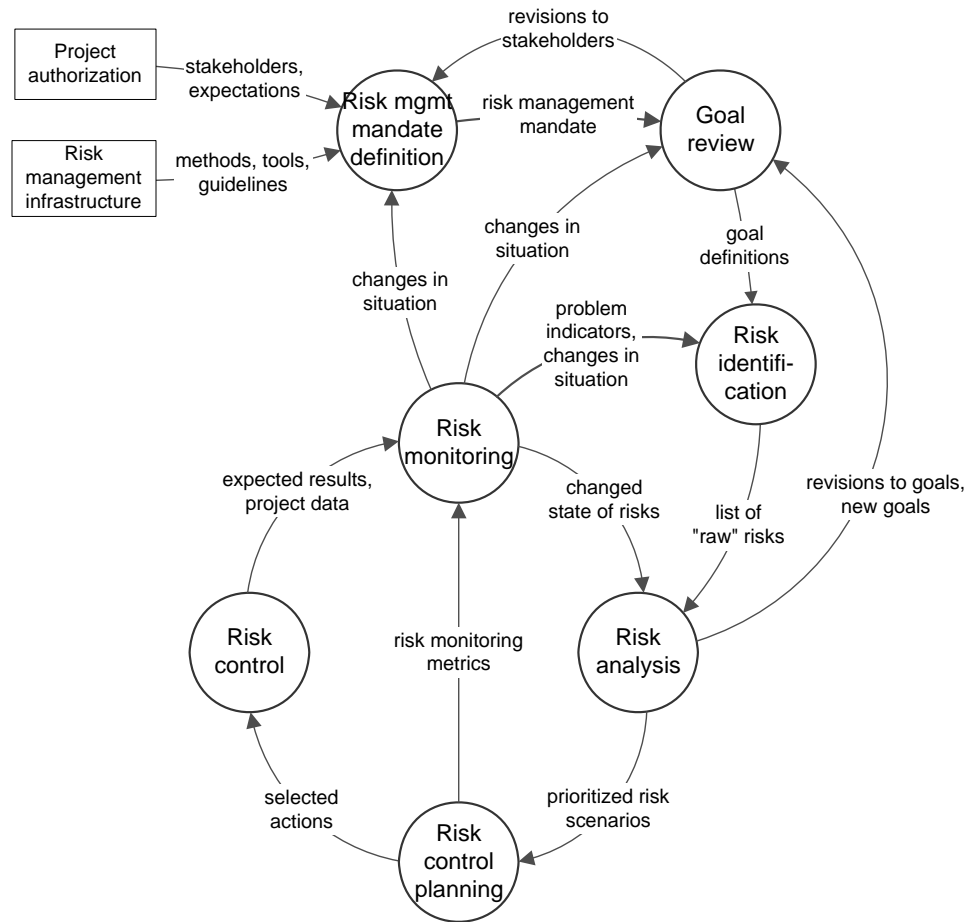 revisions to
stakeholders
Project
authorization
stakeholders,
expectations
Risk mgmt
mandate
definition
risk management
mandate
Goal
review
Risk
management
infrastructure
methods, tools,
guidelines
changes in
situation
changes in
situation
goal
definitions
problem
indicators,
changes in
situation
Risk
identifi-
cation
Risk
monitoring
expected results,
project data
changed
state of risks
list of
"raw" risks
revisions to goals,
new goals
Risk
control
risk monitoring
metrics
Risk
analysis
selected
actions
prioritized risk
scenarios
Risk
control
planning